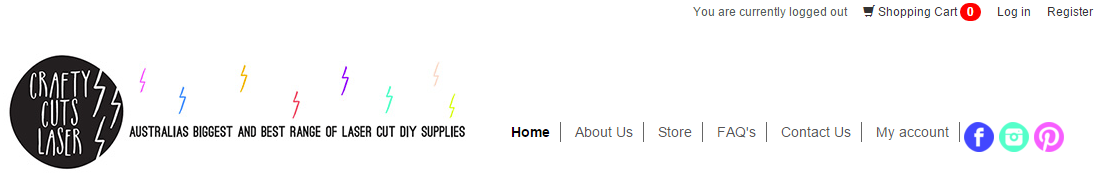 You are currently logged out Shopping Cart 0 Log in Register
CRAFTY
CUTS
LASER
AUSTRALIAS BIGGEST AND BEST RANGE OF LASER CUT DIY SUPPLIES
Home About Us Store FAQ's Contact Us My account f